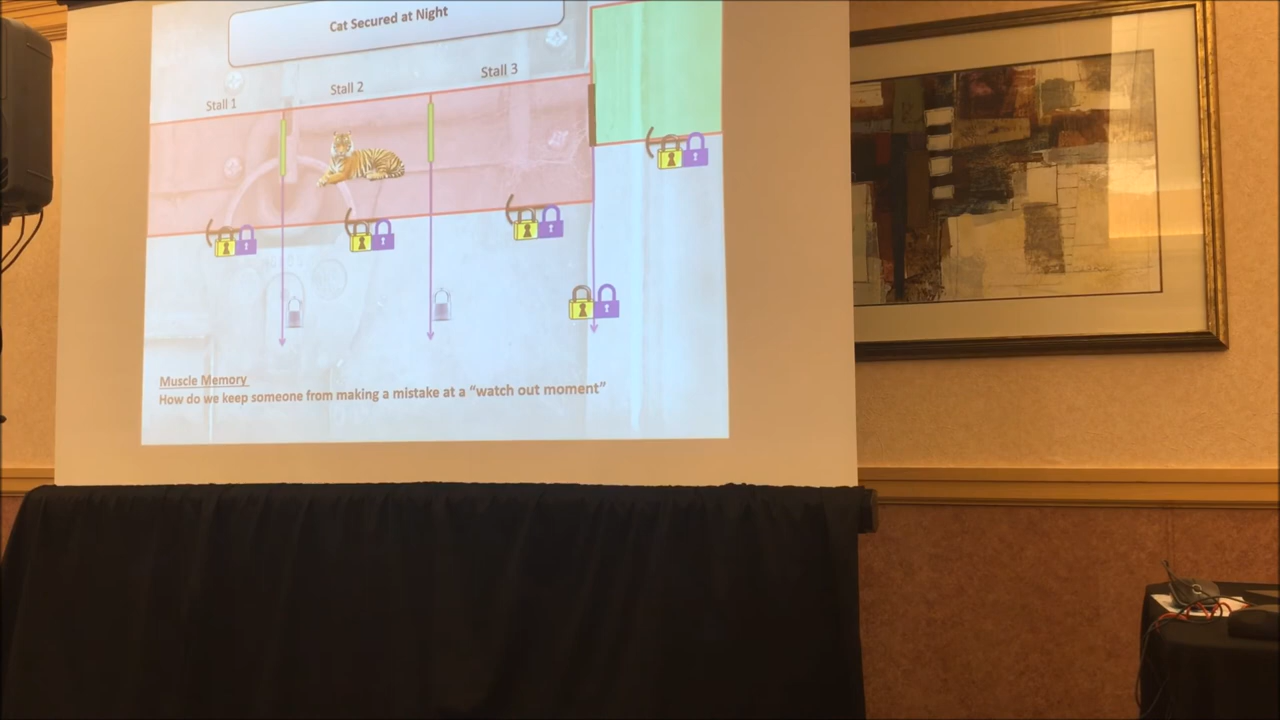 Cat Secured at Night
Stall 1
Stall 2
Stall 3
Muscle Memory
How do we keep someone from making a mistake at a “watch out moment”